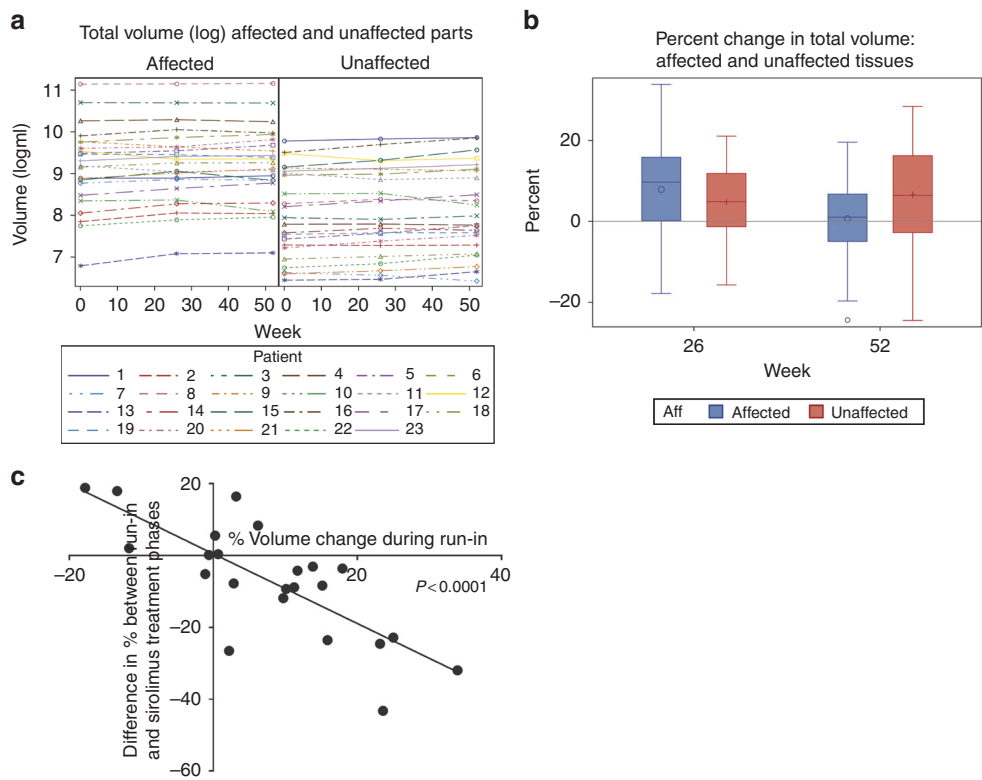 a
Total volume (log) affected and unaffected parts
Affected Unaffected
11
10
9
8
7
Volume (logml)
0 10 20 30 40 50 0 10 20 30 40 50
Week
Patient
1 2 3 4 5 6
7 8 9 10 11 12
13 14 15 16 17 18
19 20 21 22 23
b
Percent change in total volume:
affected and unaffected tissues
20
0
–20
Percent
26 52
Week
Aff Affected Unaffected
c
Difference in % between run-in
and sirolimus treatment phases
20
% Volume change during run-in
–20 20 40
P<0.0001
–20
–40
–60